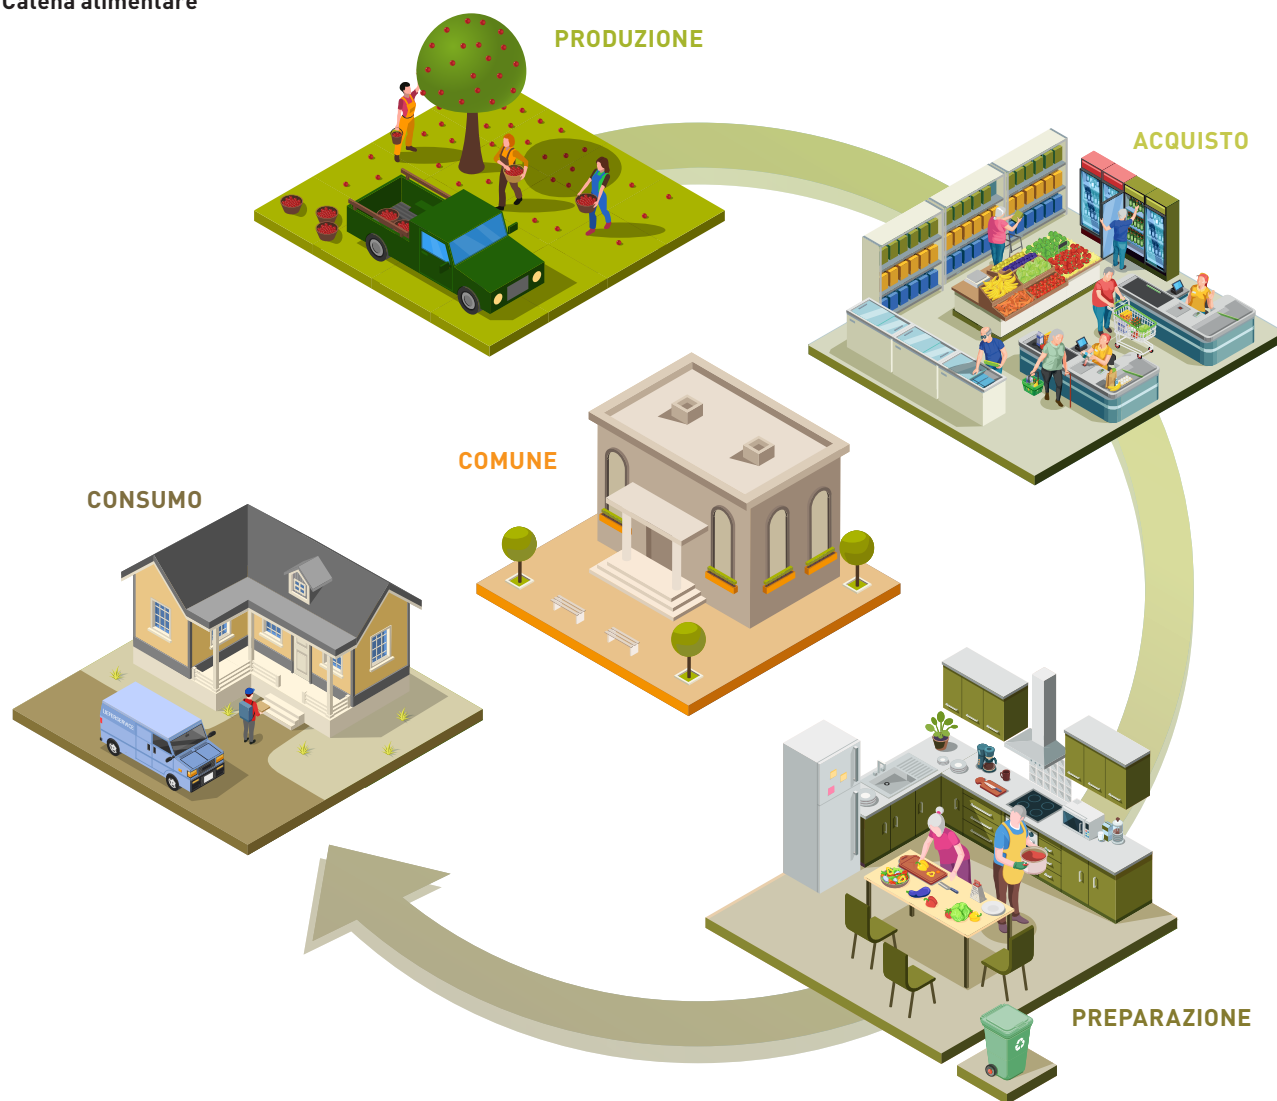 Catena alimentare
PRODUZIONE
ACQUISTO
COMUNE
CONSUMO
PREPARAZIONE